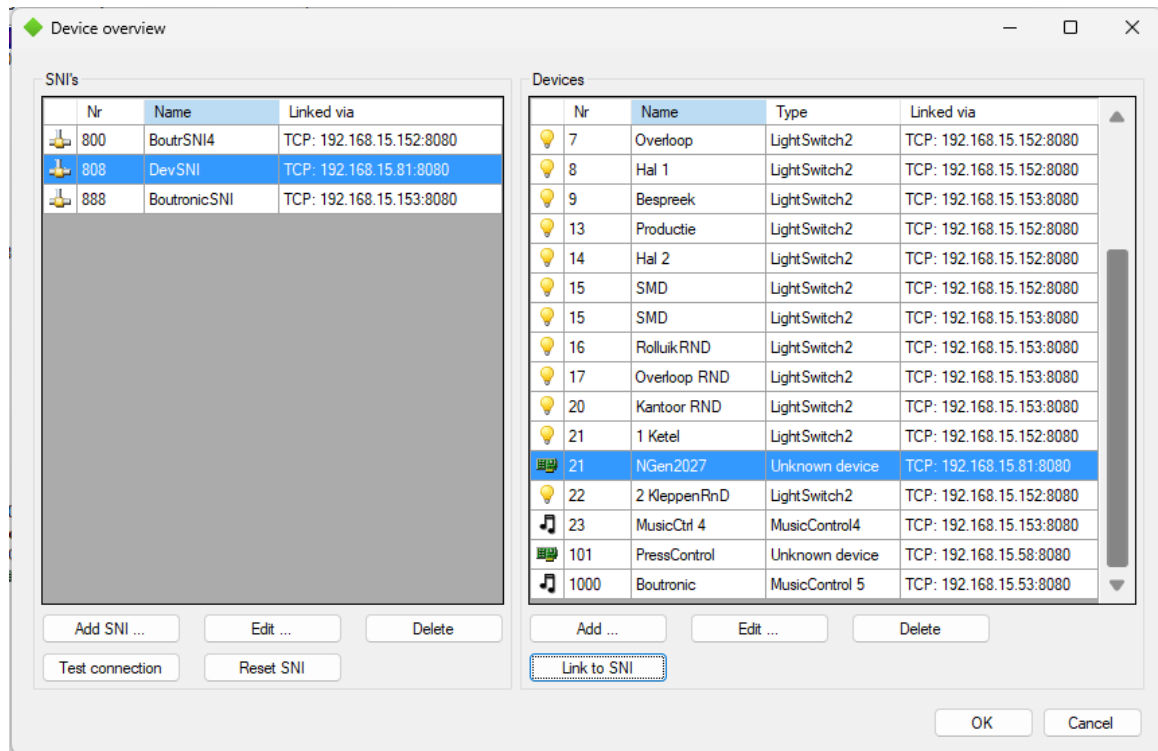 Device overview
SNI's
Nr Name Linked via
800 BoutrSNI4 TCP: 192.168.15.152:8080
808 DevSNI TCP: 192.168.15.81:8080
888 BoutronicSNI TCP: 192.168.15.153:8080
Add SNI ... Edit ... Delete
Test connection Reset SNI
Devices
Nr Name Type Linked via
7 Overloop LightSwitch2 TCP: 192.168.15.152:8080
8 Hal 1 LightSwitch2 TCP: 192.168.15.152:8080
9 Bespreek LightSwitch2 TCP: 192.168.15.152:8080
13 Productie LightSwitch2 TCP: 192.168.15.152:8080
14 Hal 2 LightSwitch2 TCP: 192.168.15.152:8080
15 SMD LightSwitch2 TCP: 192.168.15.152:8080
15 SMD LightSwitch2 TCP: 192.168.15.153:8080
16 RolluikRND LightSwitch2 TCP: 192.168.15.153:8080
17 Overloop RND LightSwitch2 TCP: 192.168.15.153:8080
20 Kantoor RND LightSwitch2 TCP: 192.168.15.153:8080
21 1 Ketel LightSwitch2 TCP: 192.168.15.152:8080
21 NGen2027 Unknown device TCP: 192.168.15.81:8080
22 2 KleppenRnD LightSwitch2 TCP: 192.168.15.152:8080
23 MusicCtrl 4 MusicControl4 TCP: 192.168.15.153:8080
101 PressControl Unknown device TCP: 192.168.15.58:8080
1000 Boutronic MusicControl 5 TCP: 192.168.15.53:8080
Add ... Edit ... Delete
Link to SNI
OK Cancel